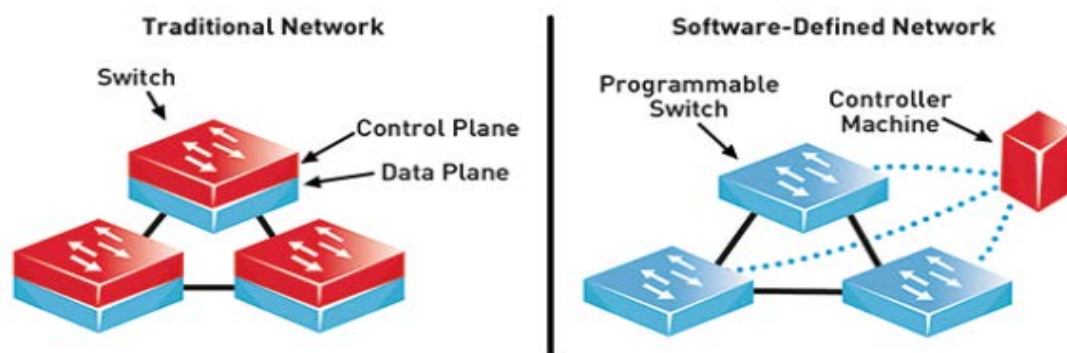 Traditional Network
Switch
Control Plane
Data Plane
Software-Defined Network
Programmable
Switch
Controller
Machine